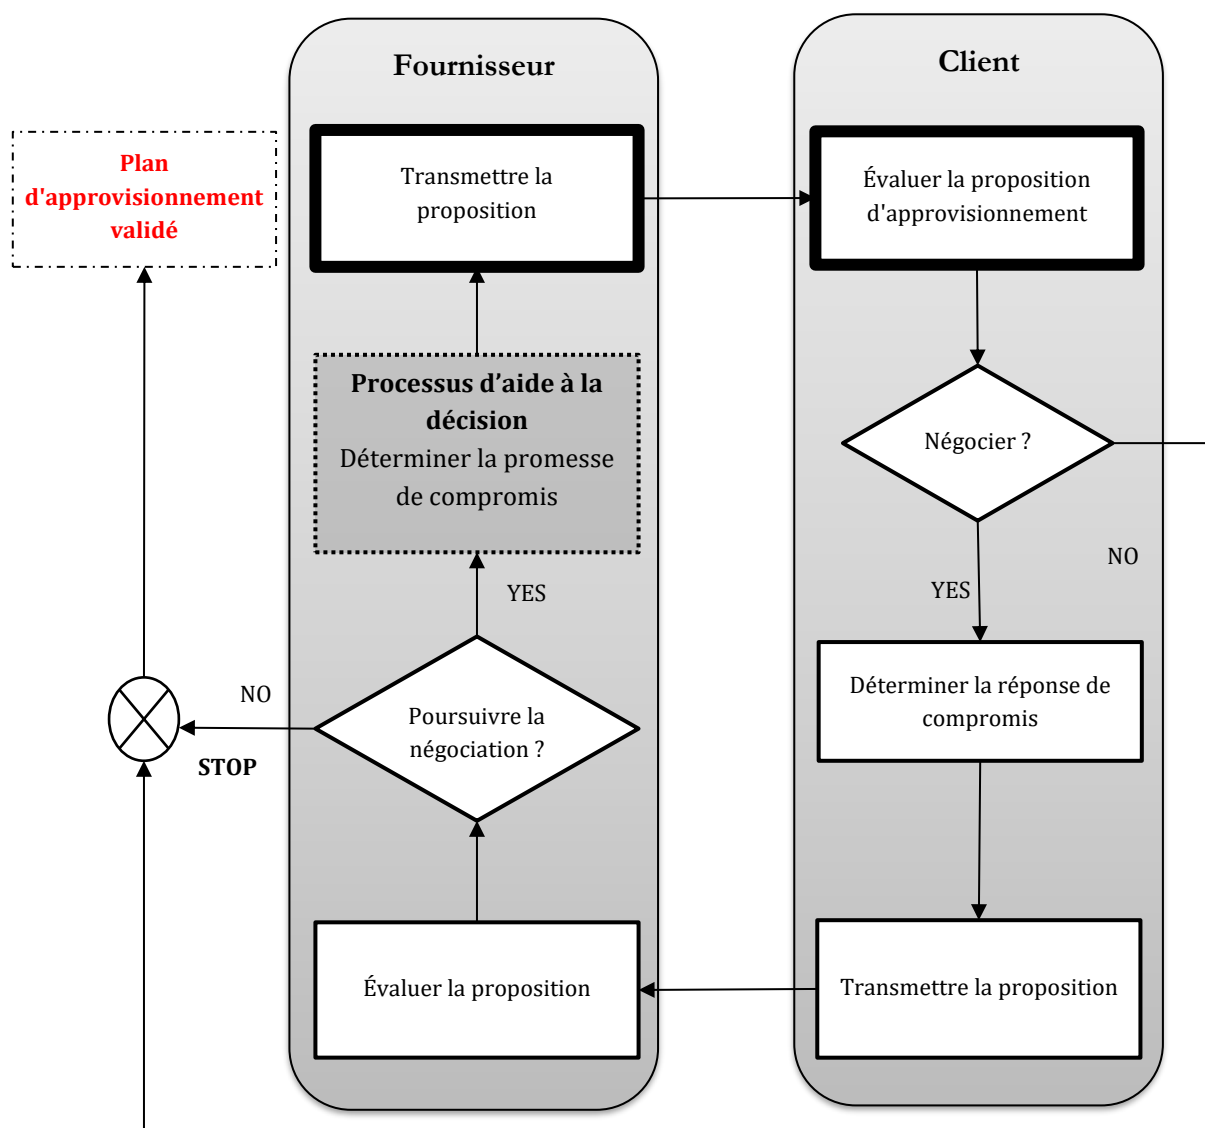 Fournisseur
Client
Plan
d'approvisionnement
validé
Transmettre la
proposition
Évaluer la proposition
d'approvisionnement
Processus d’aide à la
décision
Déterminer la promesse
de compromis
Négocier ?
NO
YES
YES
Déterminer la réponse de
compromis
NO
STOP
Poursuivre la
négociation ?
Évaluer la proposition
Transmettre la proposition